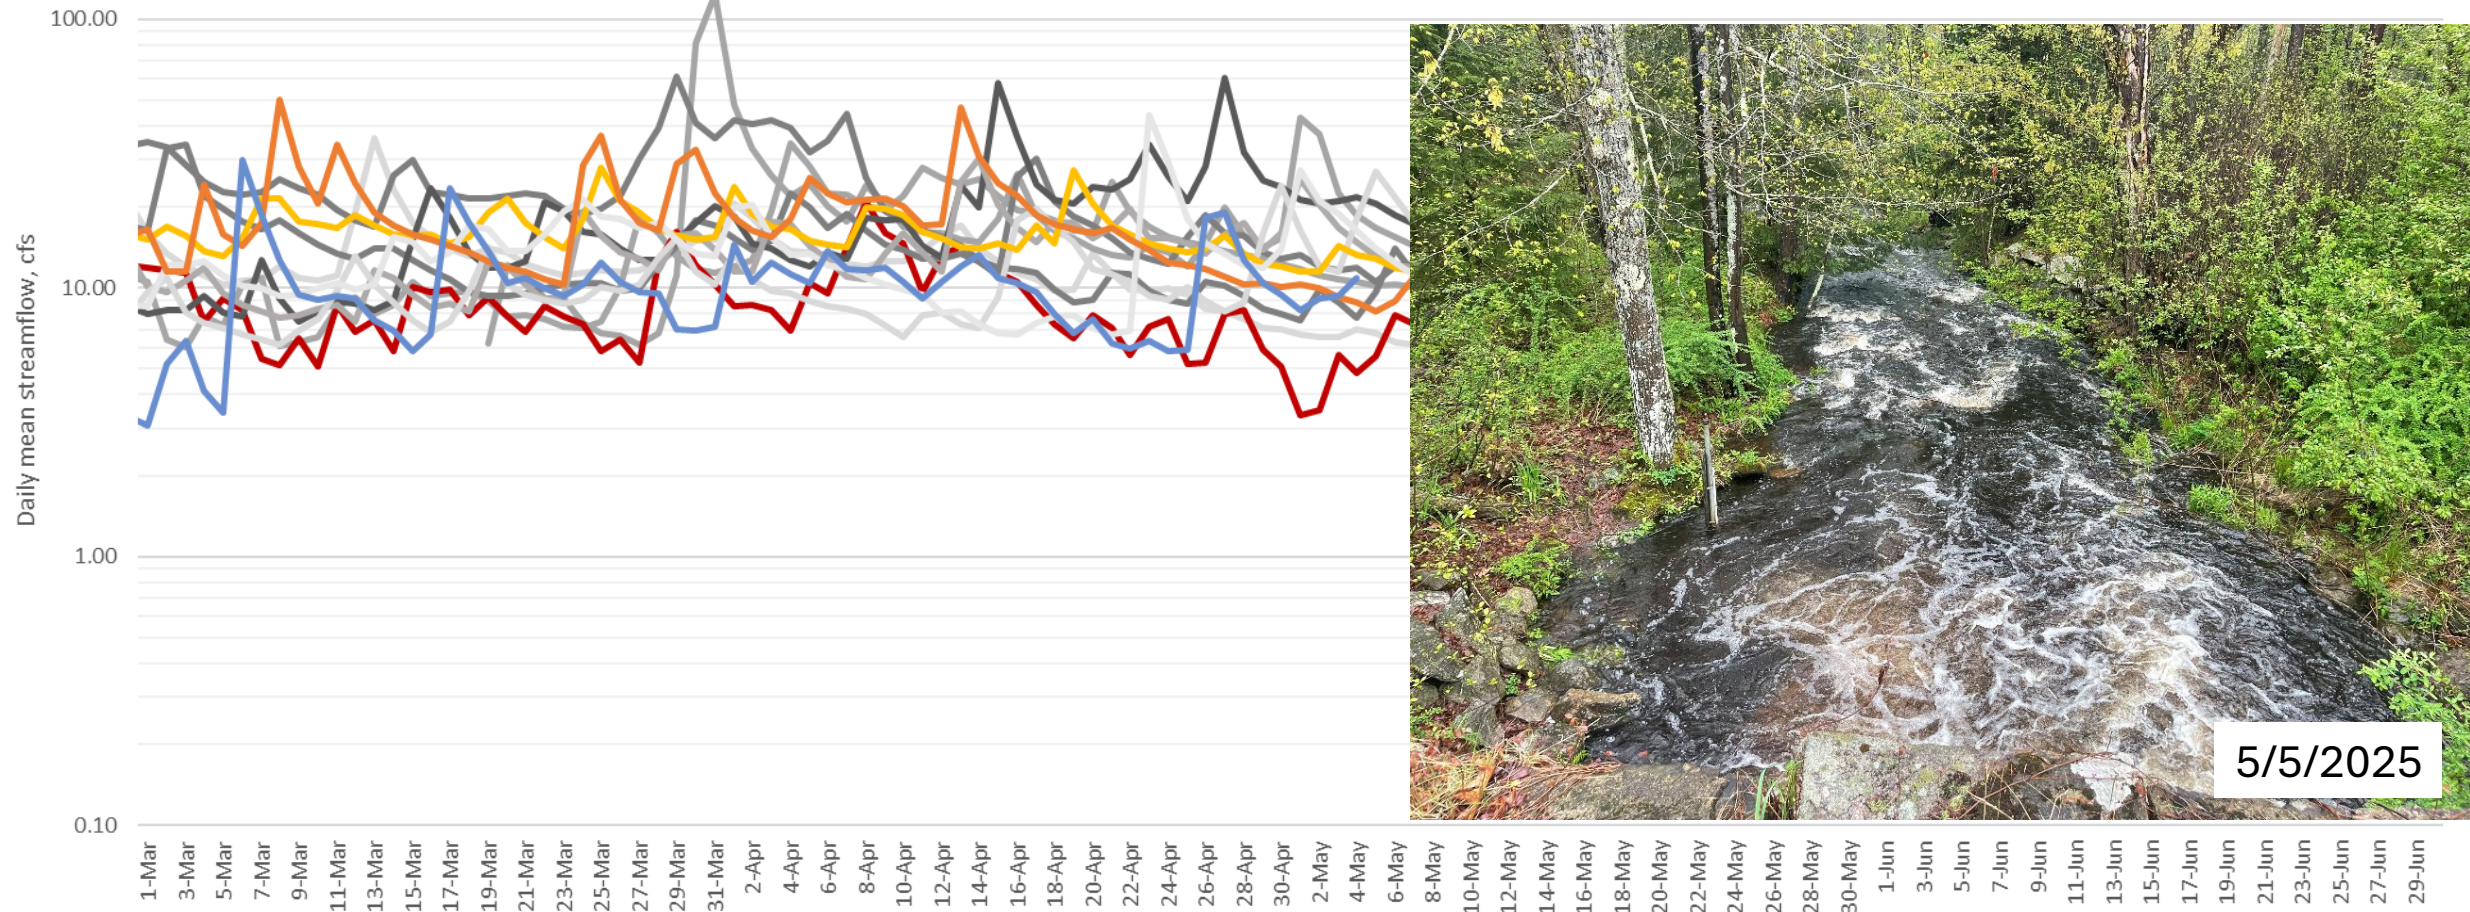 Daily mean streamflow, cfs
100.00
10.00
1.00
0.10
1-Mar
3-Mar
5-Mar
7-Mar
9-Mar
11-Mar
13-Mar
15-Mar
17-Mar
19-Mar
21-Mar
23-Mar
25-Mar
27-Mar
29-Mar
31-Mar
2-Apr
4-Apr
6-Apr
8-Apr
10-Apr
12-Apr
14-Apr
16-Apr
18-Apr
20-Apr
22-Apr
24-Apr
26-Apr
28-Apr
30-Apr
2-May
4-May
6-May
8-May
10-May
12-May
14-May
16-May
18-May
20-May
22-May
24-May
26-May
28-May
30-May
1-Jun
3-Jun
5-Jun
7-Jun
9-Jun
11-Jun
13-Jun
15-Jun
17-Jun
19-Jun
21-Jun
23-Jun
25-Jun
27-Jun
29-Jun
5/5/2025